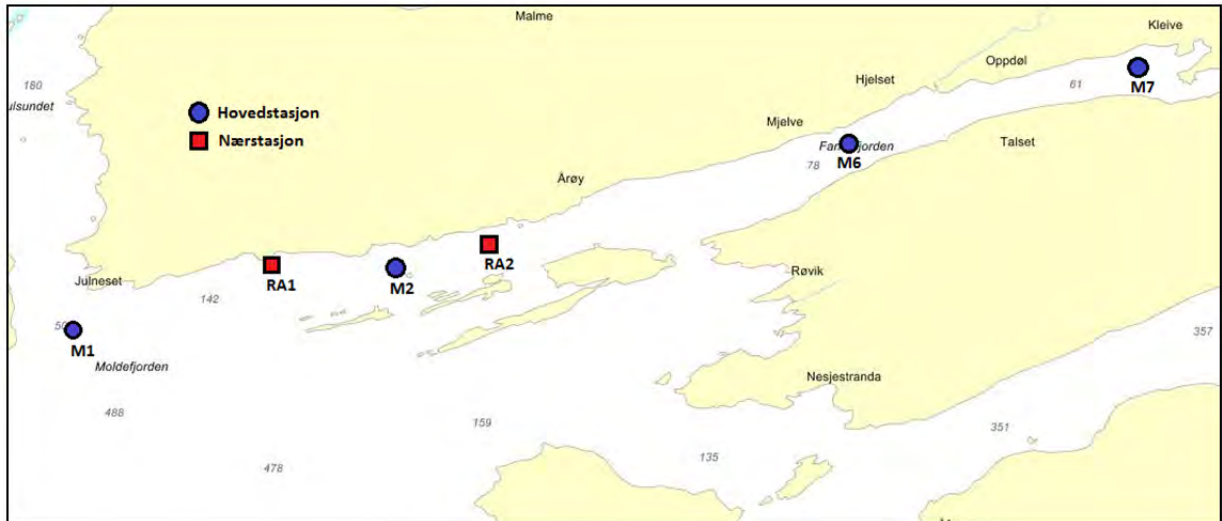 Malme
Kleive
Oppdøl
180
Hjelset
61
M7
ulsundet
Hovedstasjon
Mjelve
Nærstasjon
Talset
78
M6
Årøy
RA2
Røvik
Julneset
RA1
M2
142
357
M1
Moldefjorden
Nesjestranda
488
159
351
135
478